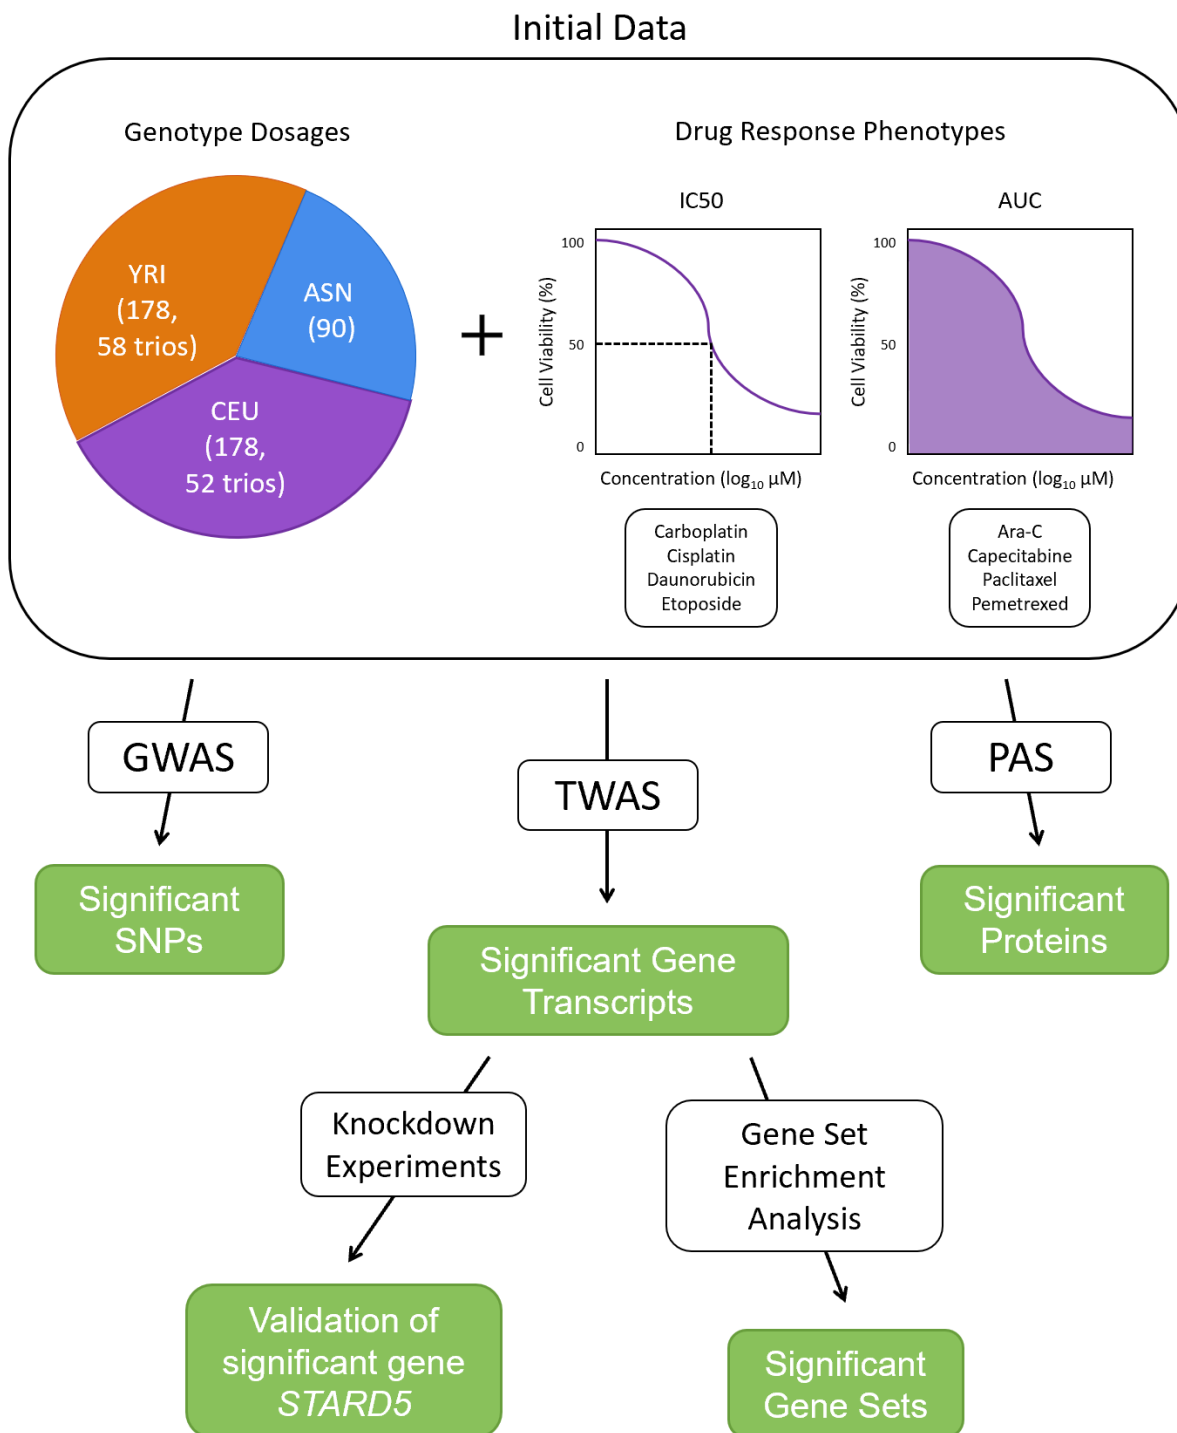 Initial Data
Genotype Dosages
YRI
(178,
58 trios)
ASN
(90)
CEU
(178,
52 trios)
+
Drug Response Phenotypes
IC50
100
50
0
Cell Viability (%)
Concentration (log₁₀ µM)
Carboplatin
Cisplatin
Daunorubicin
Etoposide
AUC
100
50
0
Cell Viability (%)
Concentration (log₁₀ µM)
Ara-C
Capecitabine
Paclitaxel
Pemetrexed
GWAS
TWAS
PAS
Significant
SNPs
Significant Gene
Transcripts
Significant
Proteins
Knockdown
Experiments
Gene Set
Enrichment
Analysis
Validation of
significant gene
STARD5
Significant
Gene Sets